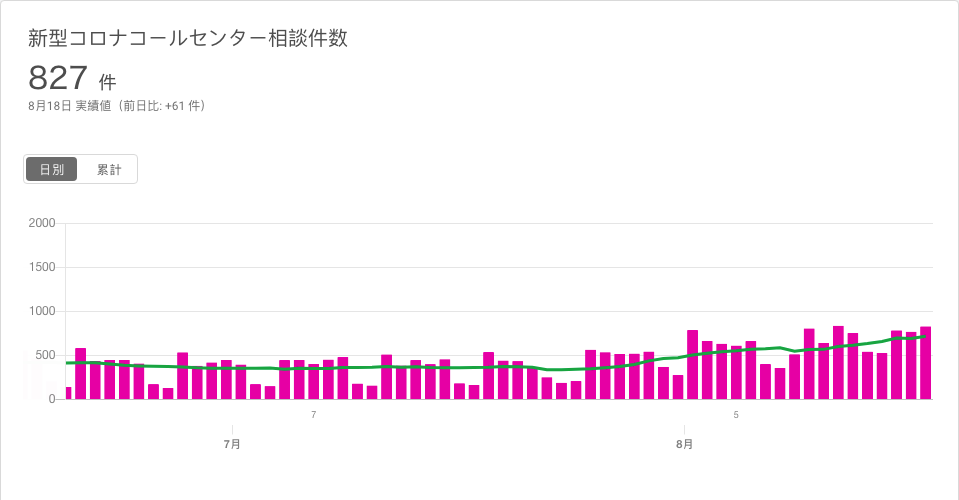 新型コロナコールセンター相談件数
827 件
8月18日 実績値（前日比: +61 件）
日別 累計
2000
1500
1000
500
0
7 5
7月 8月